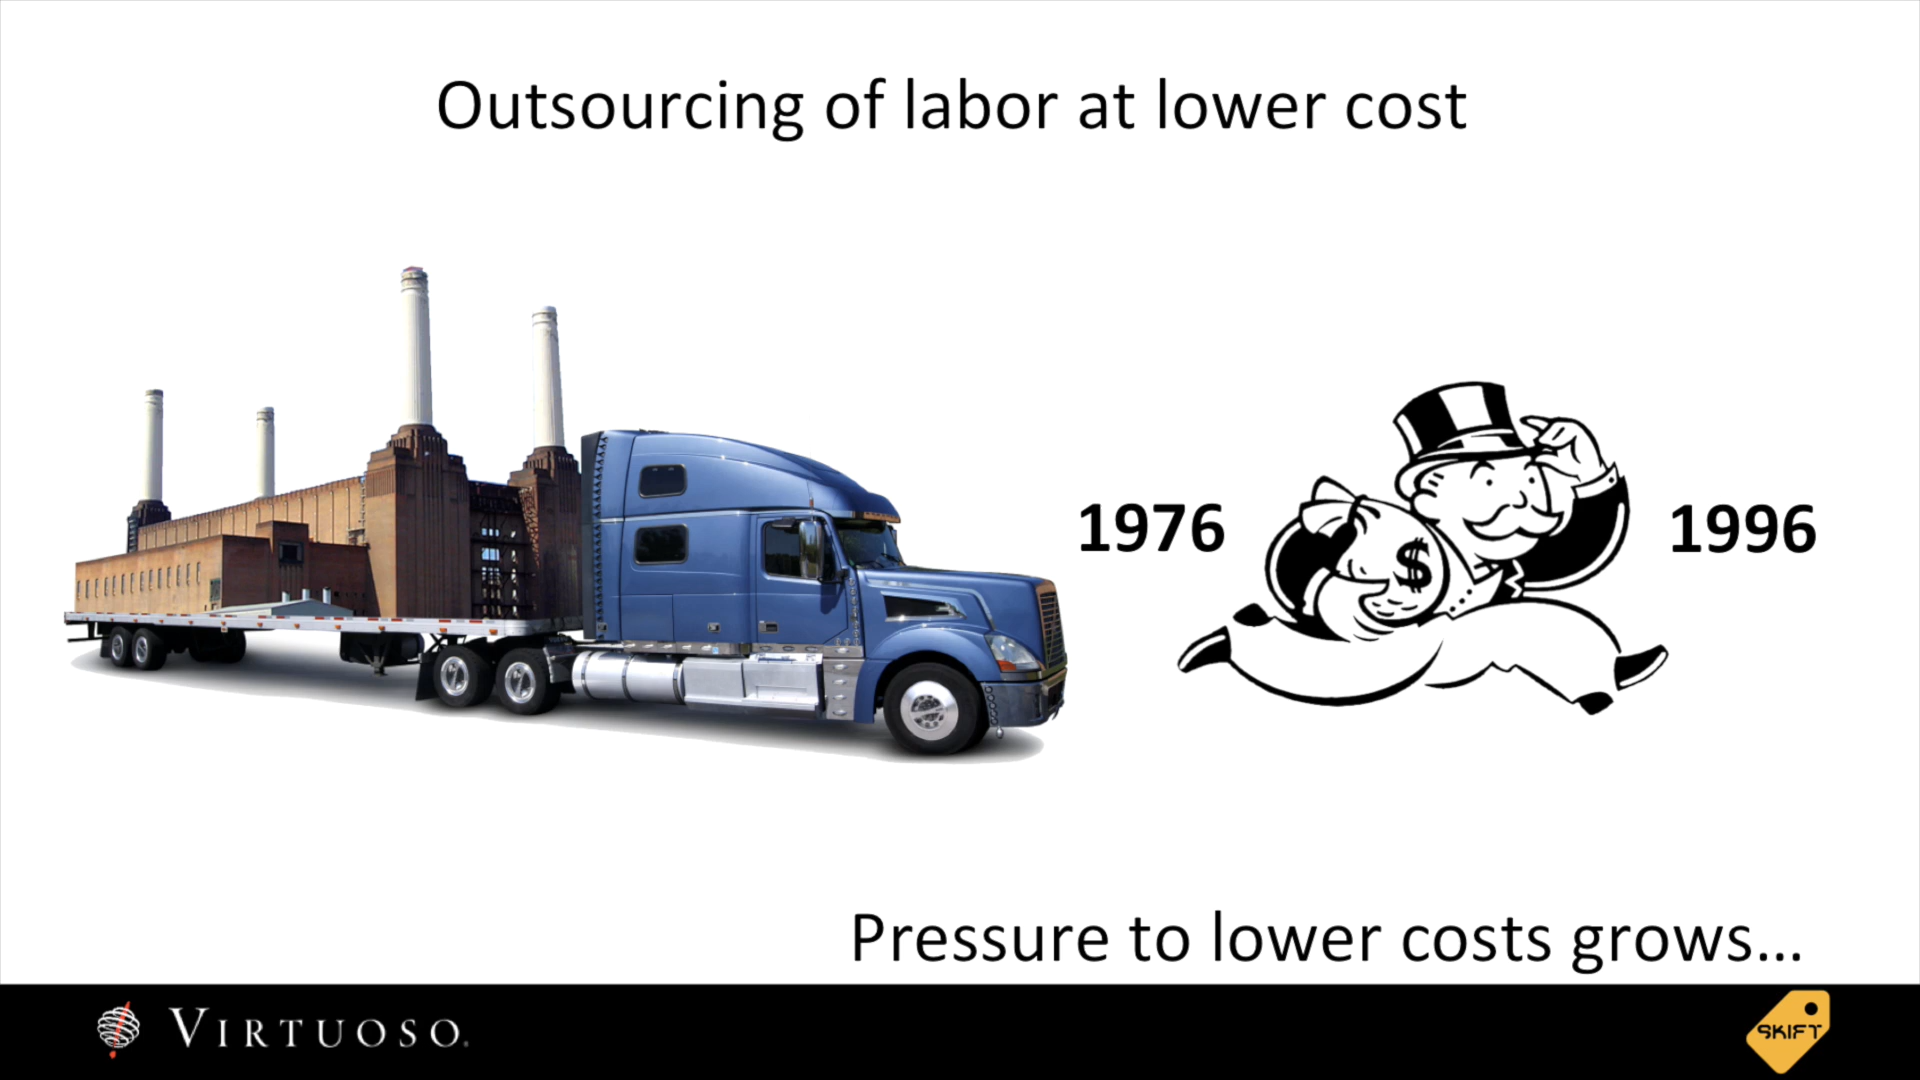 Outsourcing of labor at lower cost
1976
$
1996
Pressure to lower costs grows...
VIRTUOSO.
SKIFT